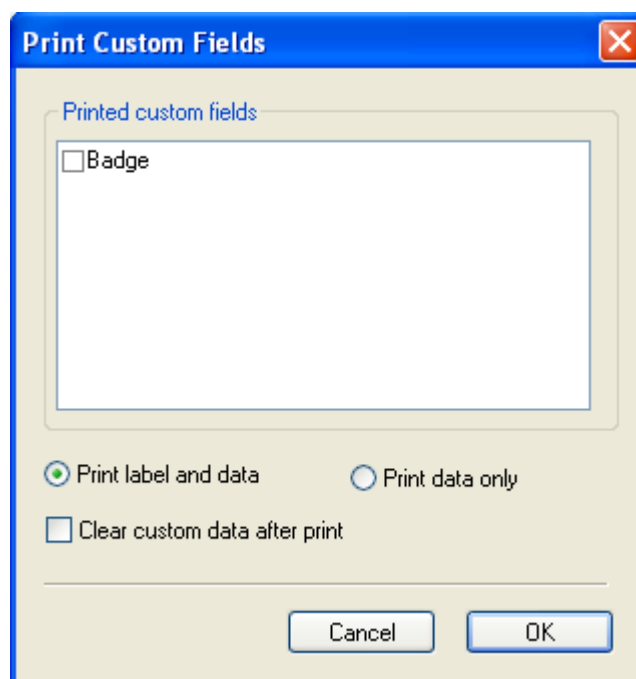 Print Custom Fields
Printed custom fields
Badge
Print label and data
Print data only
Clear custom data after print
Cancel
OK